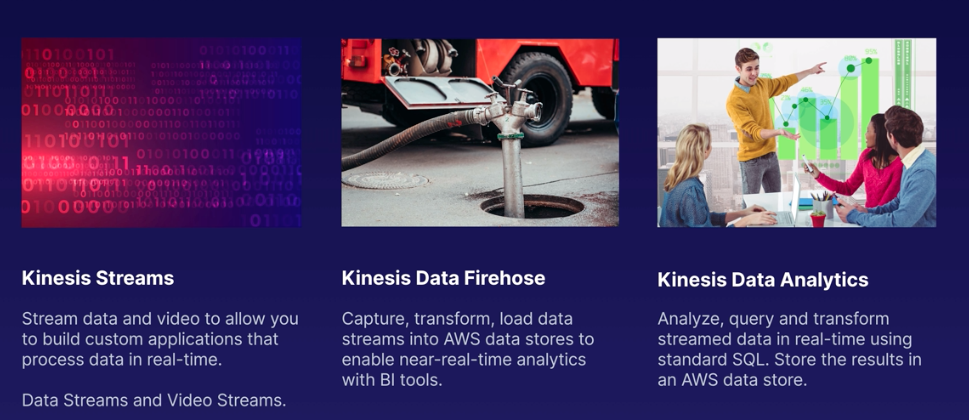 Kinesis Streams
Stream data and video to allow you
to build custom applications that
process data in real-time.
Data Streams and Video Streams.
Kinesis Data Firehose
Capture, transform, load data
streams into AWS data stores to
enable near-real-time analytics
with BI tools.
Kinesis Data Analytics
Analyze, query and transform
streamed data in real-time using
standard SQL. Store the results in
an AWS data store.